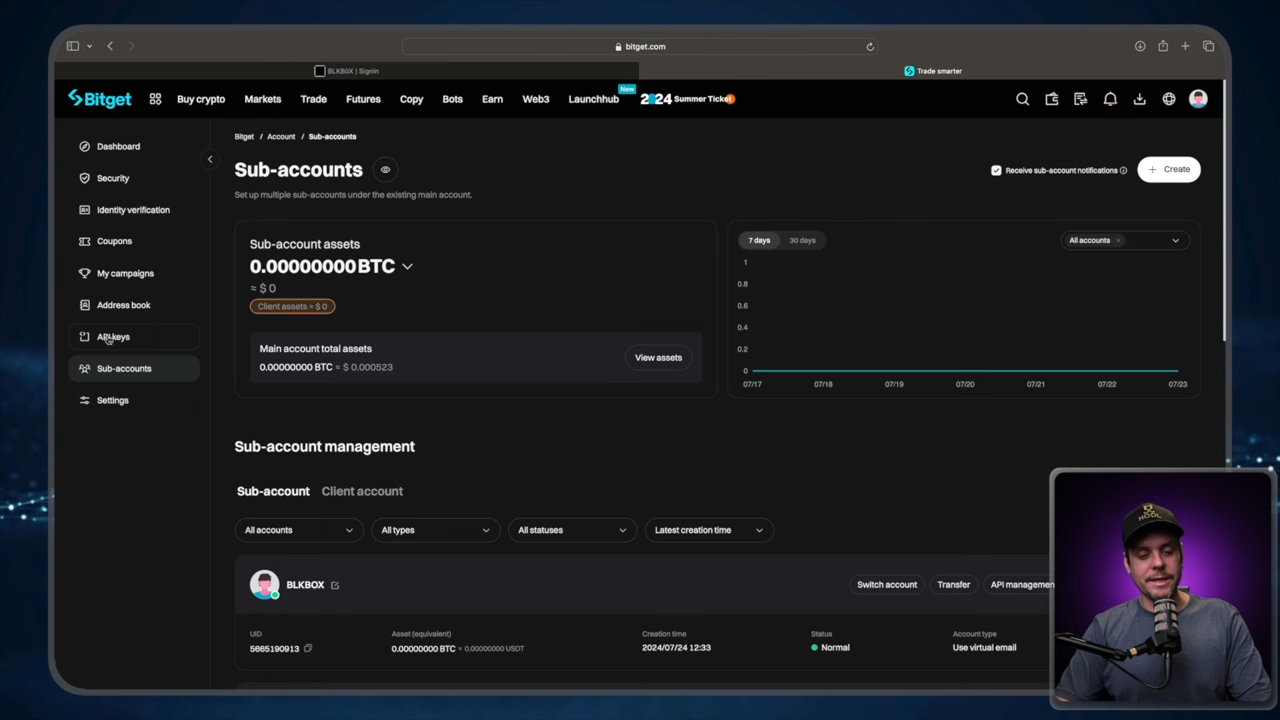 bitget.com
BLKBöX | Signin
Trade smarter
Bitget
Buy crypto
Markets
Trade
Futures
Copy
Bots
Earn
Web3
Launchhub
New
2024 Summer Ticket
Dashboard
Security
Identity verification
Coupons
My campaigns
Address book
API keys
Sub-accounts
Settings
Bitget / Account / Sub-accounts
Sub-accounts
Set up multiple sub-accounts under the existing main account.
Receive sub-account notifications
+ Create
Sub-account assets
0.00000000 BTC
≈ $ 0
Client assets ≈ $ 0
Main account total assets
0.00000000 BTC ≈ $ 0.000523
View assets
7 days
30 days
All accounts ×
1
0.8
0.6
0.4
0.2
0
07/17
07/18
07/19
07/20
07/21
07/22
07/23
Sub-account management
Sub-account
Client account
All accounts
All types
All statuses
Latest creation time
BLKBOX
Switch account
Transfer
API management
UID
5665190913
Asset (equivalent)
0.00000000 BTC ≈ 0.00000000 USDT
Creation time
2024/07/24 12:33
Status
Normal
Account type
Use virtual email
HODL